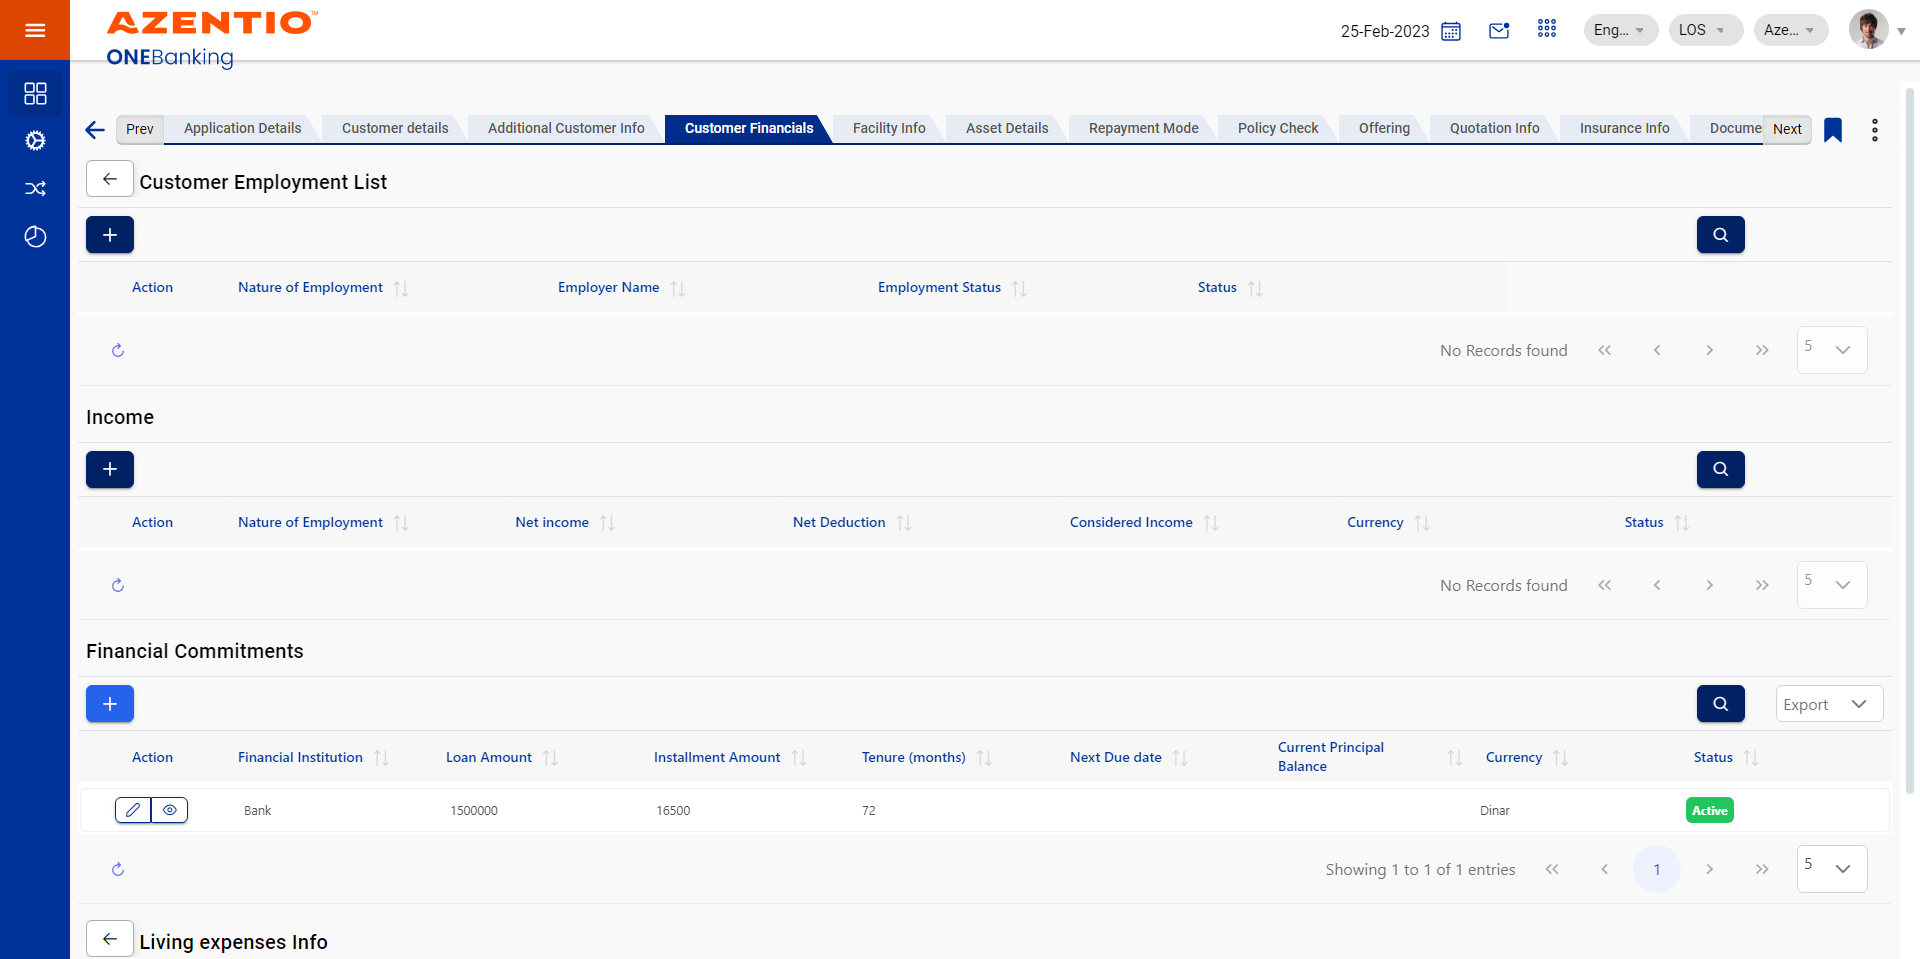 AZENTIO™
ONEBanking
25-Feb-2023
Eng...
LOS
Aze...
Prev
Application Details
Customer details
Additional Customer Info
Customer Financials
Facility Info
Asset Details
Repayment Mode
Policy Check
Offering
Quotation Info
Insurance Info
Docume
Next
Customer Employment List
Action Nature of Employment Employer Name Employment Status Status
No Records found 5
Income
Action Nature of Employment Net income Net Deduction Considered Income Currency Status
No Records found 5
Financial Commitments
Export
Action Financial Institution Loan Amount Installment Amount Tenure (months) Next Due date Current Principal Balance Currency Status
Bank 1500000 16500 72 Dinar Active
Showing 1 to 1 of 1 entries 1 5
Living expenses Info